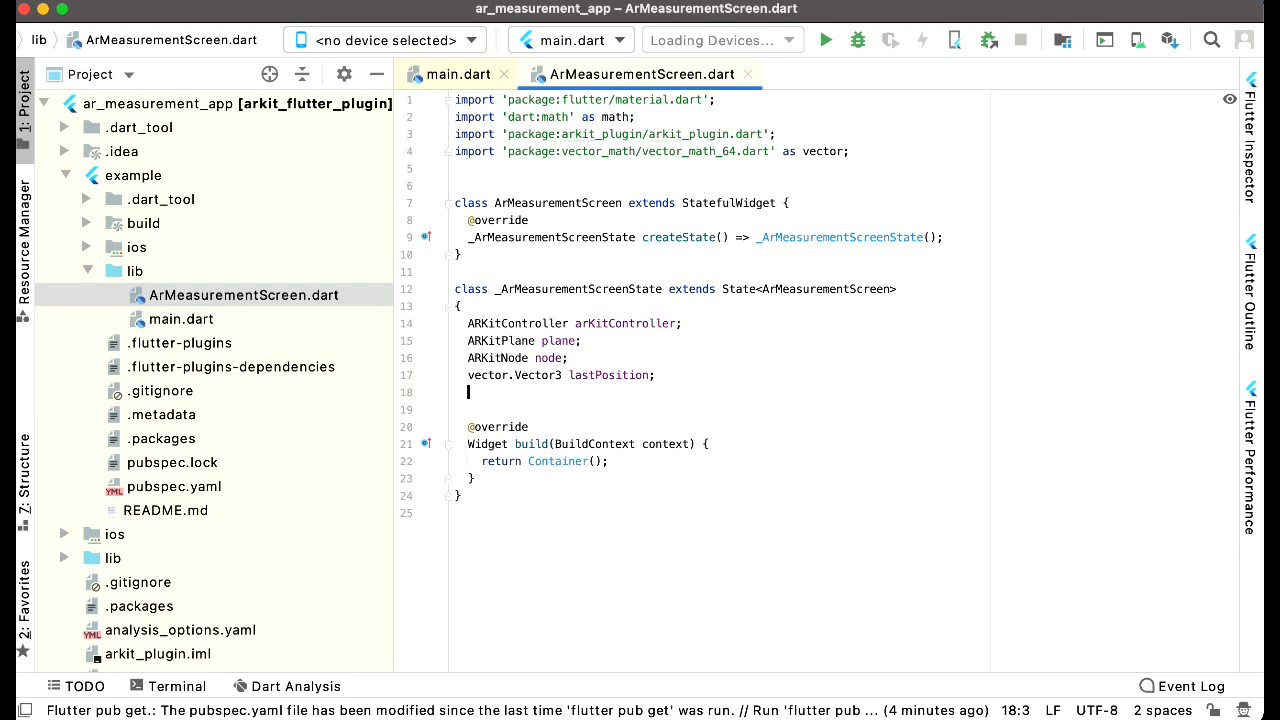 ar_measurement_app – ArMeasurementScreen.dart
lib ArMeasurementScreen.dart <no device selected> main.dart Loading Devices...
Project
main.dart
ArMeasurementScreen.dart
1: Project
Resource Manager
7: Structure
2: Favorites
ar_measurement_app [arkit_flutter_plugin]
.dart_tool
.idea
example
.dart_tool
build
ios
lib
ArMeasurementScreen.dart
main.dart
.flutter-plugins
.flutter-plugins-dependencies
.gitignore
.metadata
.packages
pubspec.lock
YML pubspec.yaml
README.md
ios
lib
.gitignore
.packages
YML analysis_options.yaml
arkit_plugin.iml
1 import 'package:flutter/material.dart';
2 import 'dart:math' as math;
3 import 'package:arkit_plugin/arkit_plugin.dart';
4 import 'package:vector_math/vector_math_64.dart' as vector;
5
6
7 class ArMeasurementScreen extends StatefulWidget {
8 @override
9 _ArMeasurementScreenState createState() => _ArMeasurementScreenState();
10 }
11
12 class _ArMeasurementScreenState extends State<ArMeasurementScreen>
13 {
14 ARKitController arKitController;
15 ARKitPlane plane;
16 ARKitNode node;
17 vector.Vector3 lastPosition;
18
19
20 @override
21 Widget build(BuildContext context) {
22 return Container();
23 }
24 }
25
Flutter Inspector
Flutter Outline
Flutter Performance
TODO Terminal Dart Analysis Event Log
Flutter pub get.: The pubspec.yaml file has been modified since the last time 'flutter pub get' was run. // Run 'flutter pub ... (4 minutes ago) 18:3 LF UTF-8 2 spaces